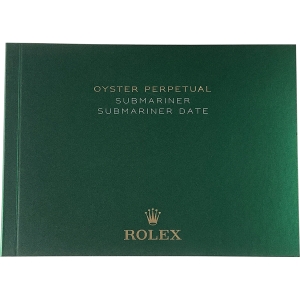 OYSTER PERPETUAL
SUBMARINER
SUBMARINER DATE
ROLEX